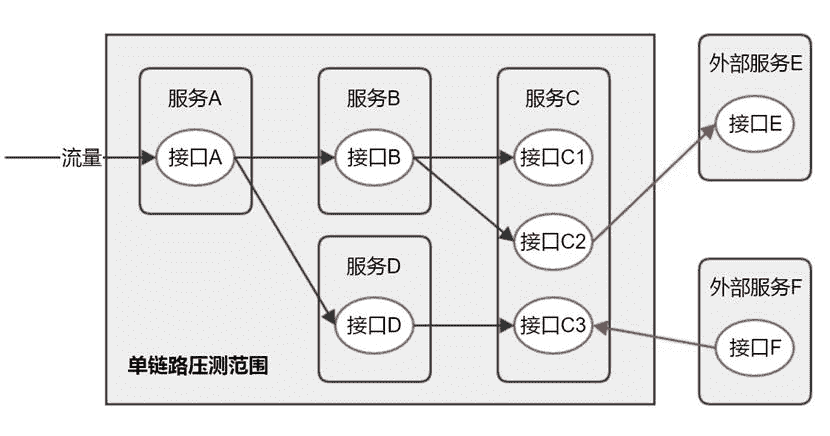 流量
服务A
接口A
服务B
接口B
服务C
接口C1
接口C2
接口C3
服务D
接口D
外部服务E
接口E
外部服务F
接口F
单链路压测范围